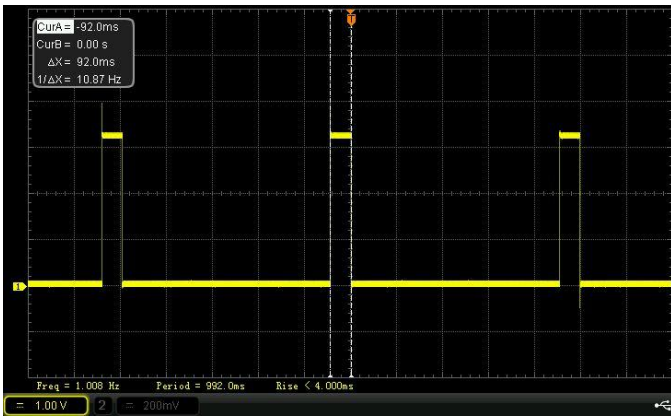 CurA = -92.0ms
CurB = 0.00 s
ΔX = 92.0ms
1/ΔX = 10.87 Hz
T
1
Freq = 1.008 Hz Period = 992.0ms Rise < 4.000ms
= 1.00 V 2 = 200mV